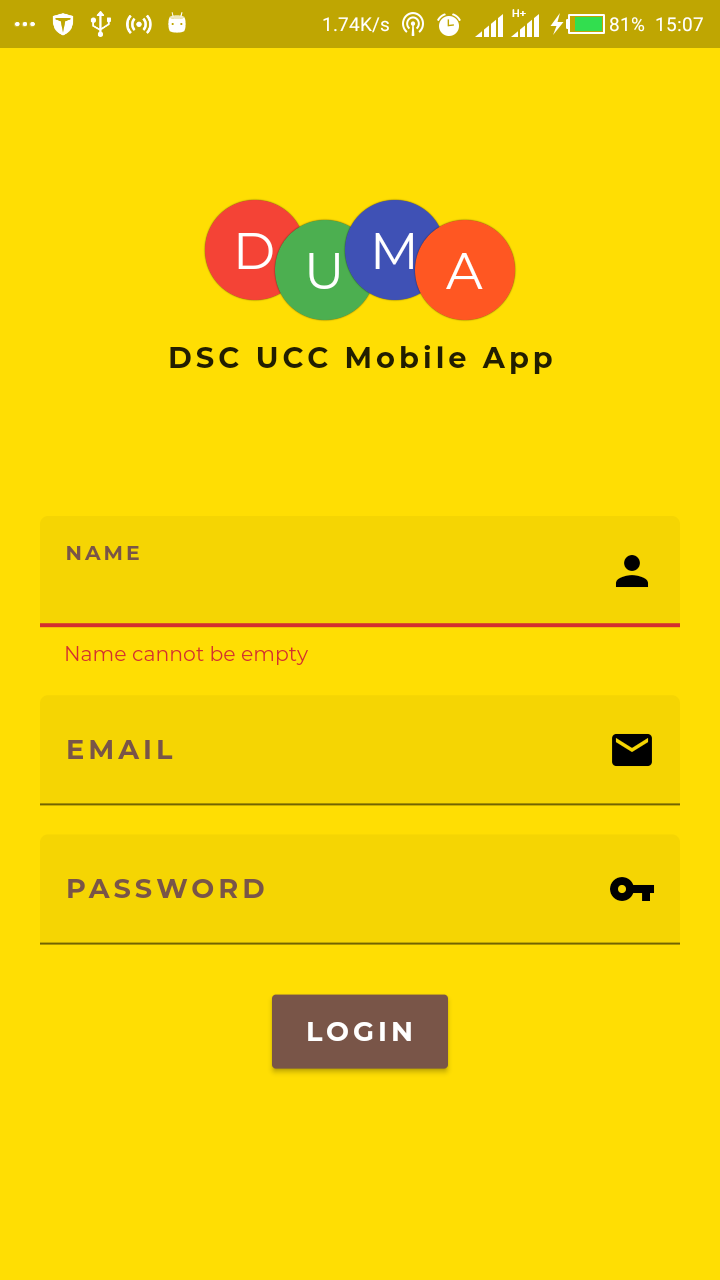 1.74K/s H+ 81% 15:07
D U M A
DSC UCC Mobile App
NAME
Name cannot be empty
EMAIL
PASSWORD
LOGIN